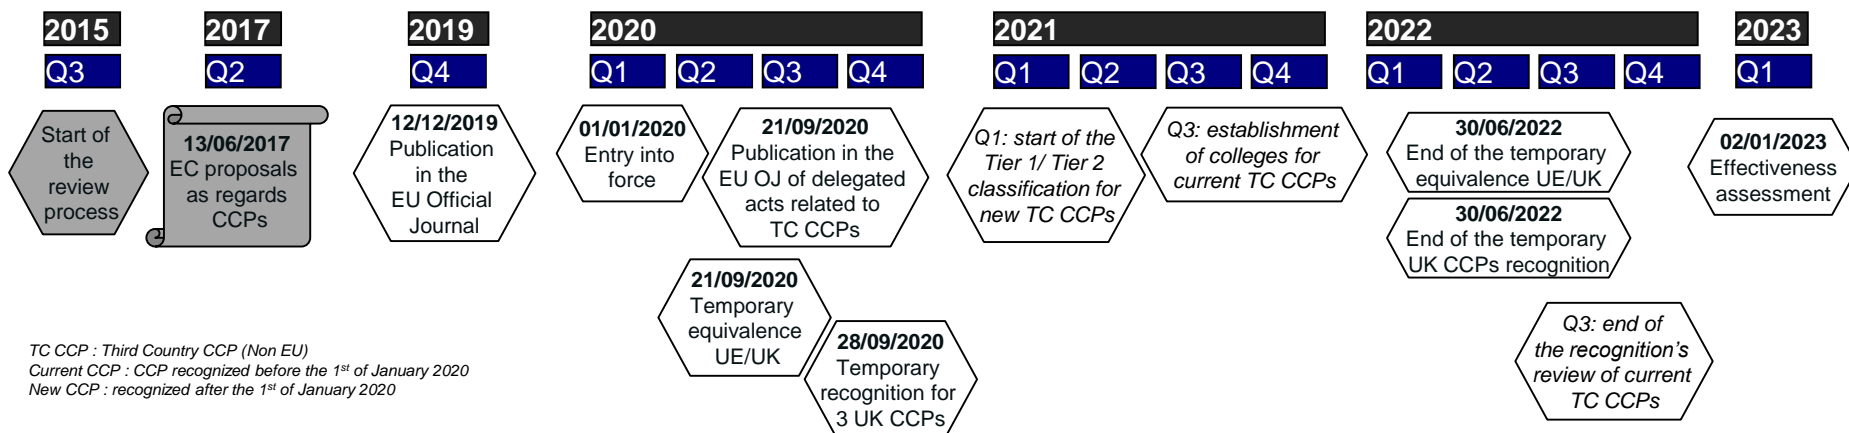 2015
2017
2019
2020
2021
2022
2023
Q3
Q2
Q4
Q1
Q2
Q3
Q4
Q1
Q2
Q3
Q4
Q1
Q2
Q3
Q4
Q1
Start of
the
review
process
13/06/2017
EC proposals
as regards
CCPs
12/12/2019
Publication
in the
EU Official
Journal
01/01/2020
Entry into
force
21/09/2020
Publication in the
EU OJ of delegated
acts related to
TC CCPs
Q1: start of the
Tier 1/ Tier 2
classification for
new TC CCPs
Q3: establishment
of colleges for
current TC CCPs
30/06/2022
End of the temporary
equivalence UE/UK
30/06/2022
End of the temporary
UK CCPs recognition
02/01/2023
Effectiveness
assessment
21/09/2020
Temporary
equivalence
UE/UK
28/09/2020
Temporary
recognition for
3 UK CCPs
Q3: end of
the recognition's
review of current
TC CCPs
TC CCP : Third Country CCP (Non EU)
Current CCP : CCP recognized before the 1st of January 2020
New CCP : recognized after the 1st of January 2020